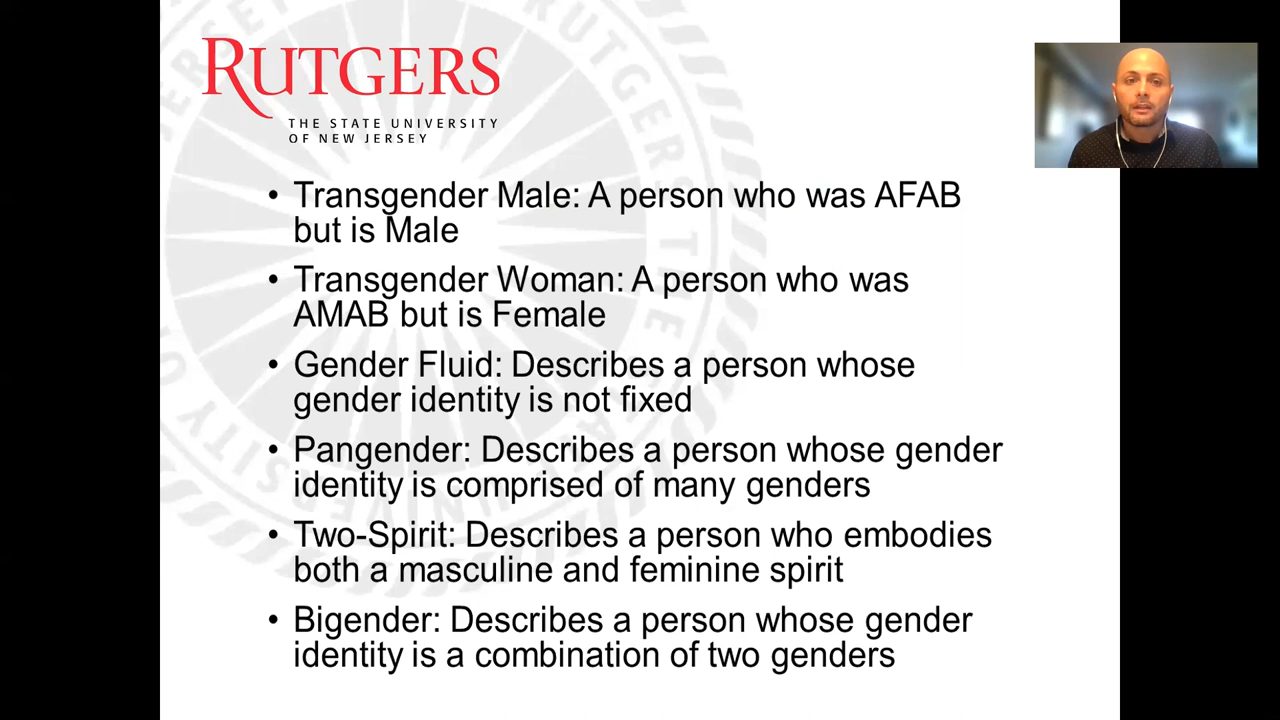 RUTGERS
THE STATE UNIVERSITY
OF NEW JERSEY
• Transgender Male: A person who was AFAB
but is Male
• Transgender Woman: A person who was
AMAB but is Female
• Gender Fluid: Describes a person whose
gender identity is not fixed
• Pangender: Describes a person whose gender
identity is comprised of many genders
• Two-Spirit: Describes a person who embodies
both a masculine and feminine spirit
• Bigender: Describes a person whose gender
identity is a combination of two genders